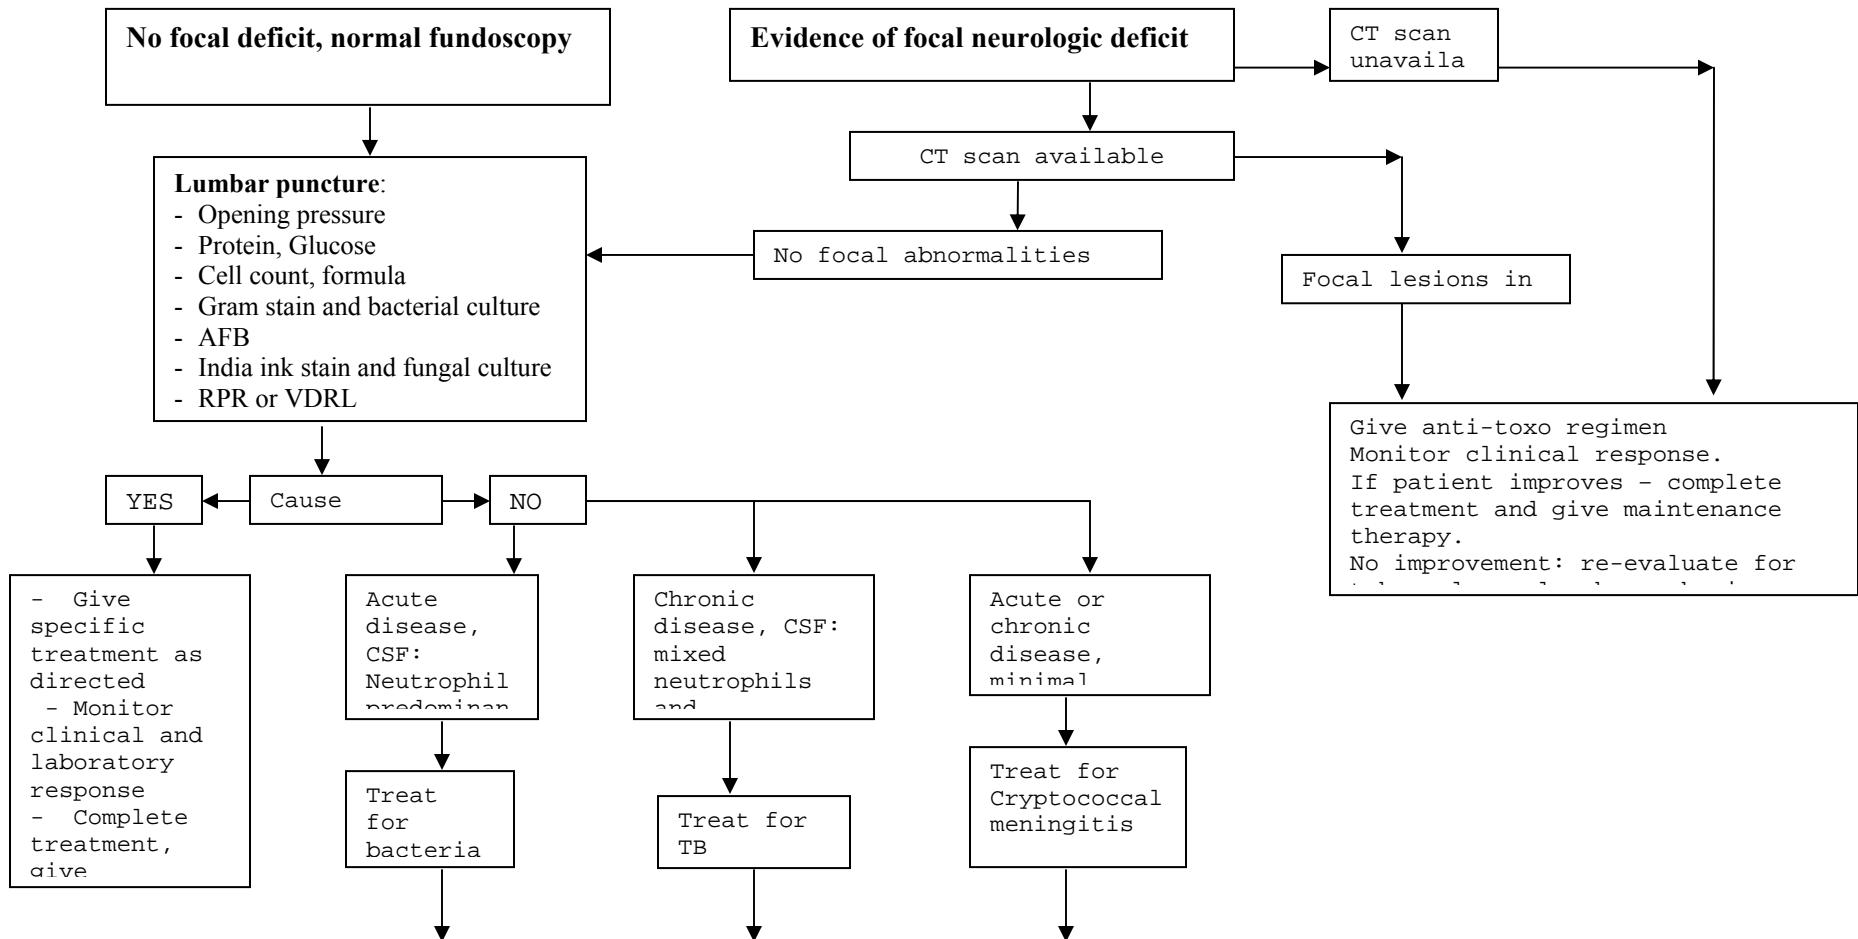 No focal deficit, normal fundoscopy
Evidence of focal neurologic deficit
CT scan
unavaila
CT scan available
Lumbar puncture:
- Opening pressure
- Protein, Glucose
- Cell count, formula
- Gram stain and bacterial culture
- AFB
- India ink stain and fungal culture
- RPR or VDRL
No focal abnormalities
Focal lesions in
Give anti-toxo regimen
Monitor clinical response.
If patient improves – complete
treatment and give maintenance
therapy.
No improvement: re-evaluate for
YES
Cause
NO
- Give
specific
treatment as
directed
- Monitor
clinical and
laboratory
response
- Complete
treatment,
give
Acute
disease,
CSF:
Neutrophil
predominan
Chronic
disease, CSF:
mixed
neutrophils
and
Acute or
chronic
disease,
minimal
Treat
for
bacteria
Treat for
TB
Treat for
Cryptococcal
meningitis